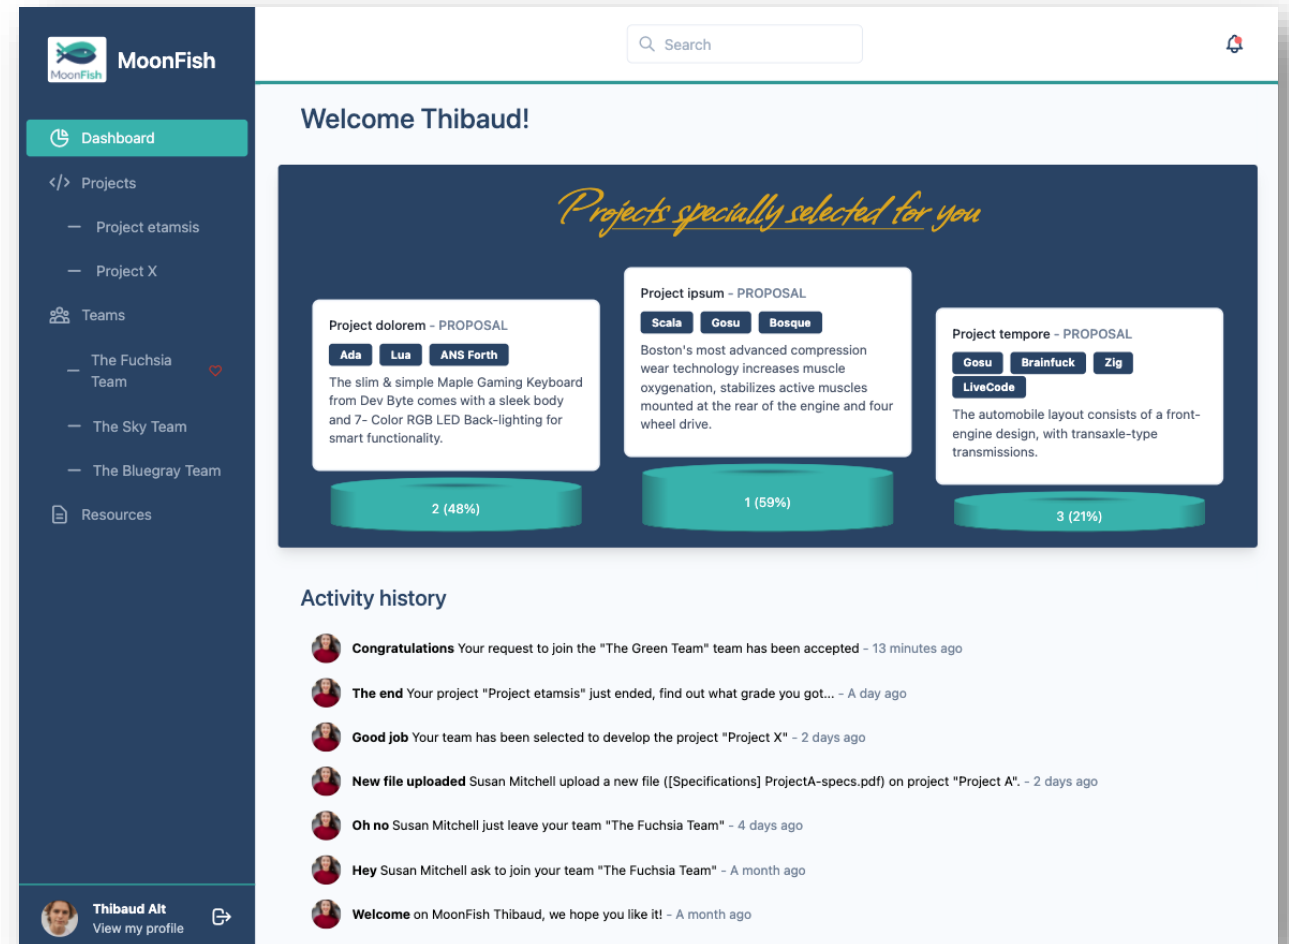 MoonFish
MoonFish
Search
Dashboard
Projects
Project etamsis
Project X
Teams
The Fuchsia
Team
The Sky Team
The Bluegray Team
Resources
Thibaud Alt
View my profile
Welcome Thibaud!
Projects specially selected for you
Project dolorem - PROPOSAL
Ada Lua ANS Forth
The slim & simple Maple Gaming Keyboard
from Dev Byte comes with a sleek body
and 7- Color RGB LED Back-lighting for
smart functionality.
2 (48%)
Project ipsum - PROPOSAL
Scala Gosu Bosque
Boston's most advanced compression
wear technology increases muscle
oxygenation, stabilizes active muscles
mounted at the rear of the engine and four
wheel drive.
1 (59%)
Project tempore - PROPOSAL
Gosu Brainfuck Zig
LiveCode
The automobile layout consists of a front-
engine design, with transaxle-type
transmissions.
3 (21%)
Activity history
Congratulations Your request to join the "The Green Team" team has been accepted - 13 minutes ago
The end Your project "Project etamsis" just ended, find out what grade you got... - A day ago
Good job Your team has been selected to develop the project "Project X" - 2 days ago
New file uploaded Susan Mitchell upload a new file ([Specifications] ProjectA-specs.pdf) on project "Project A". - 2 days ago
Oh no Susan Mitchell just leave your team "The Fuchsia Team" - 4 days ago
Hey Susan Mitchell ask to join your team "The Fuchsia Team" - A month ago
Welcome on MoonFish Thibaud, we hope you like it! - A month ago